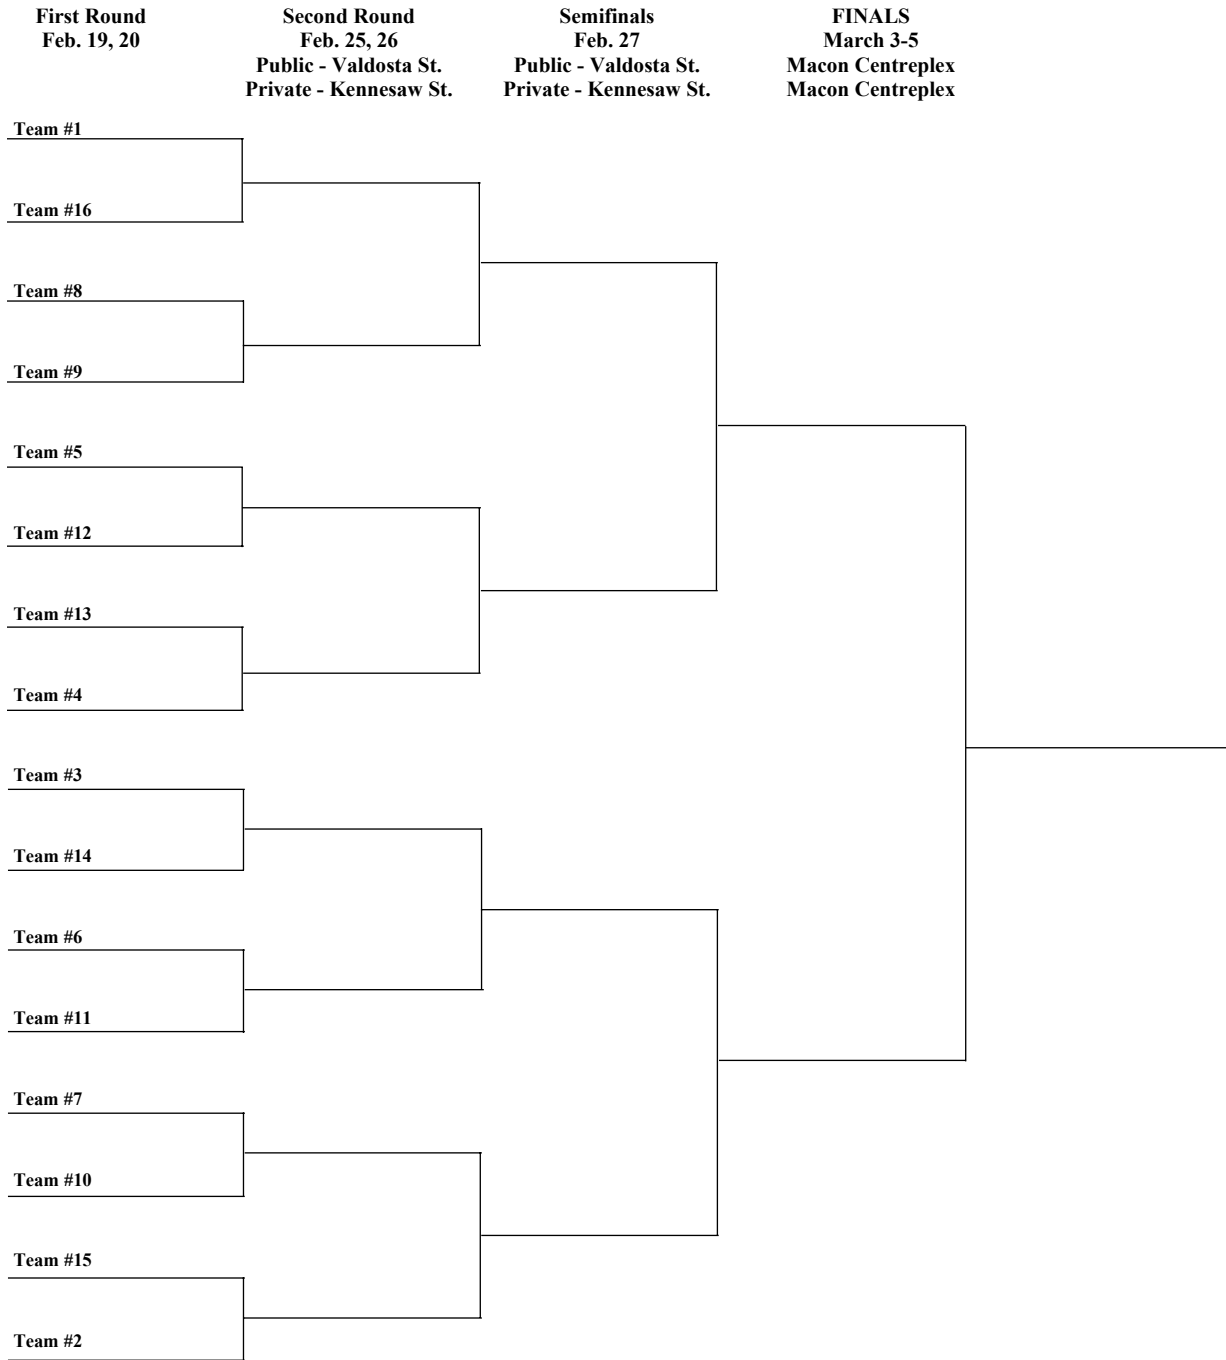 First Round
Feb. 19, 20
Second Round
Feb. 25, 26
Public - Valdosta St.
Private - Kennesaw St.
Semifinals
Feb. 27
Public - Valdosta St.
Private - Kennesaw St.
FINALS
March 3-5
Macon Centreplex
Macon Centreplex
Team #1
Team #16
Team #8
Team #9
Team #5
Team #12
Team #13
Team #4
Team #3
Team #14
Team #6
Team #11
Team #7
Team #10
Team #15
Team #2